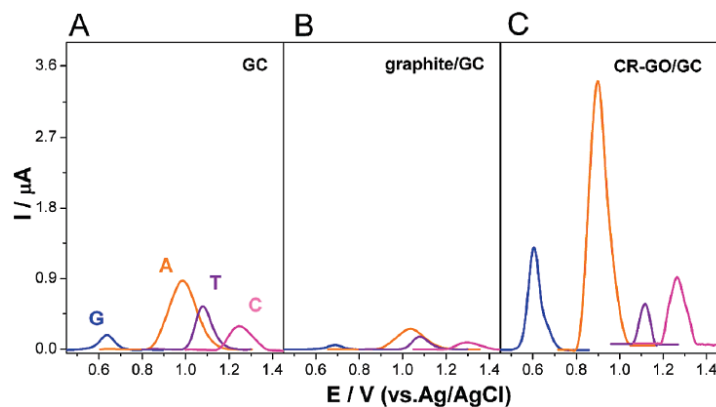 A B C
GC graphite/GC CR-GO/GC
3.6
2.7
1.8
0.9
0.0
I / μA
G A T C
0.6 0.8 1.0 1.2 1.4 0.6 0.8 1.0 1.2 1.4 0.6 0.8 1.0 1.2 1.4
E / V (vs.Ag/AgCl)